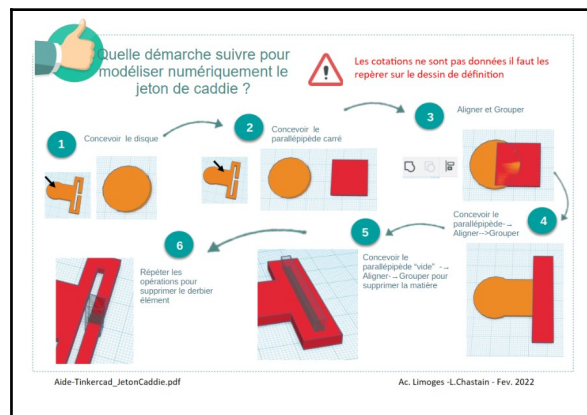 Quelle démarche suivre pour
modéliser numériquement le
jeton de caddie ?
Les cotations ne sont pas données il faut les
repèrer sur le dessin de définition
1
Concevoir le disque
2
Concevoir le
parallépipède carré
3
Aligner et Grouper
4
Concevoir le
parallépipède-→
Aligner-->Grouper
5
Concevoir le
parallépipède "vide" -→
Aligner-→Grouper pour
supprimer la matière
6
Répéter les
opérations pour
supprimer le derbier
élément
Aide-Tinkercad_JetonCaddie.pdf
Ac. Limoges -L.Chastain - Fev. 2022